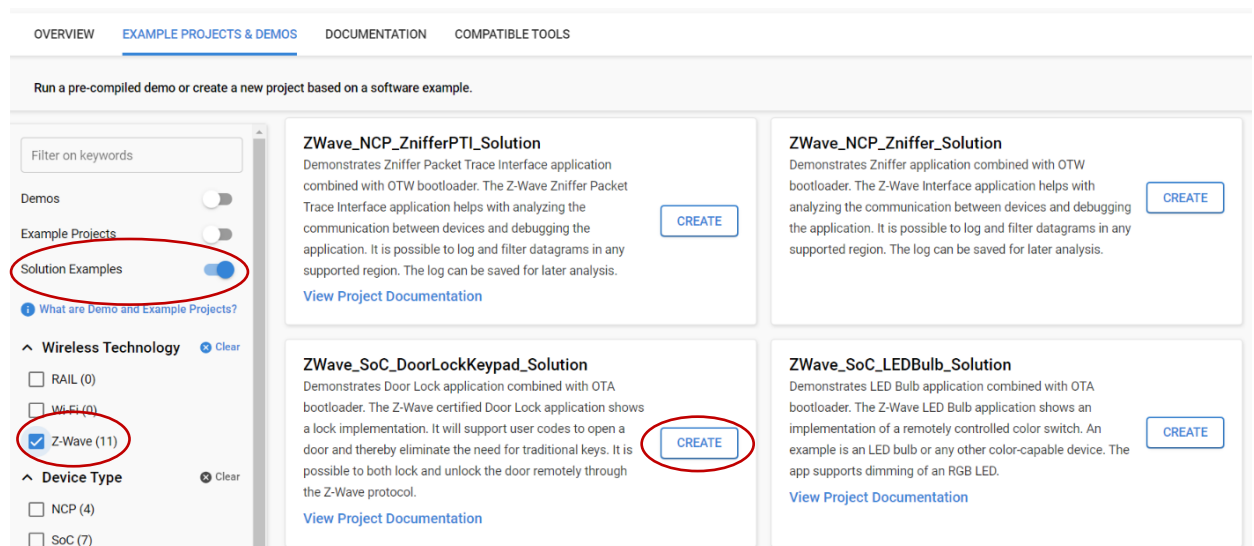 OVERVIEW EXAMPLE PROJECTS & DEMOS DOCUMENTATION COMPATIBLE TOOLS
Run a pre-compiled demo or create a new project based on a software example.
Filter on keywords
Demos
Example Projects
Solution Examples
What are Demo and Example Projects?
Wireless Technology Clear
RAIL (0)
Wi-Fi (0)
Z-Wave (11)
Device Type Clear
NCP (4)
SoC (7)
ZWave_NCP_ZnifferPTI_Solution
Demonstrates Zniffer Packet Trace Interface application
combined with OTW bootloader. The Z-Wave Zniffer Packet
Trace Interface application helps with analyzing the
communication between devices and debugging the
application. It is possible to log and filter datagrams in any
supported region. The log can be saved for later analysis.
View Project Documentation
CREATE
ZWave_NCP_Zniffer_Solution
Demonstrates Zniffer application combined with OTW
bootloader. The Z-Wave Interface application helps with
analyzing the communication between devices and debugging
the application. It is possible to log and filter datagrams in any
supported region. The log can be saved for later analysis.
CREATE
ZWave_SoC_DoorLockKeypad_Solution
Demonstrates Door Lock application combined with OTA
bootloader. The Z-Wave certified Door Lock application shows
a lock implementation. It will support user codes to open a
door and thereby eliminate the need for traditional keys. It is
possible to both lock and unlock the door remotely through
the Z-Wave protocol.
View Project Documentation
CREATE
ZWave_SoC_LEDBulb_Solution
Demonstrates LED Bulb application combined with OTA
bootloader. The Z-Wave LED Bulb application shows an
implementation of a remotely controlled color switch. An
example is an LED bulb or any other color-capable device. The
app supports dimming of an RGB LED.
View Project Documentation
CREATE